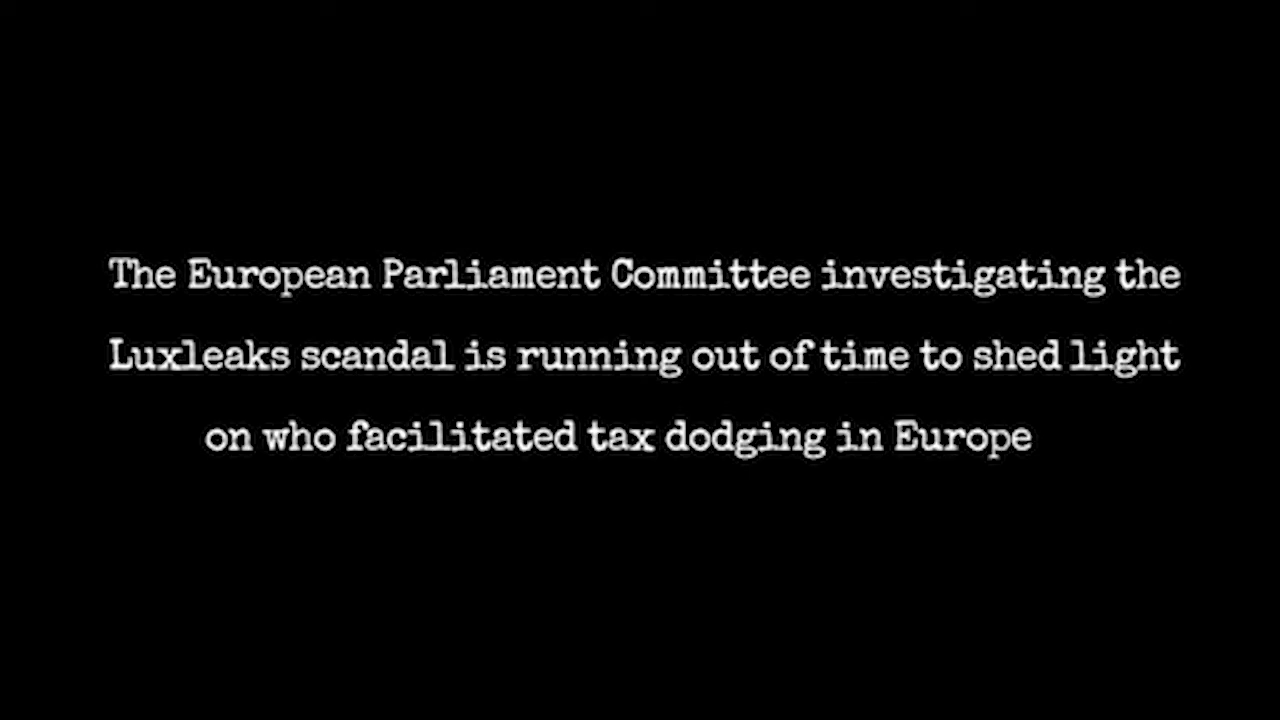 The European Parliament Committee investigating the
Luxleaks scandal is running out of time to shed light
on who facilitated tax dodging in Europe